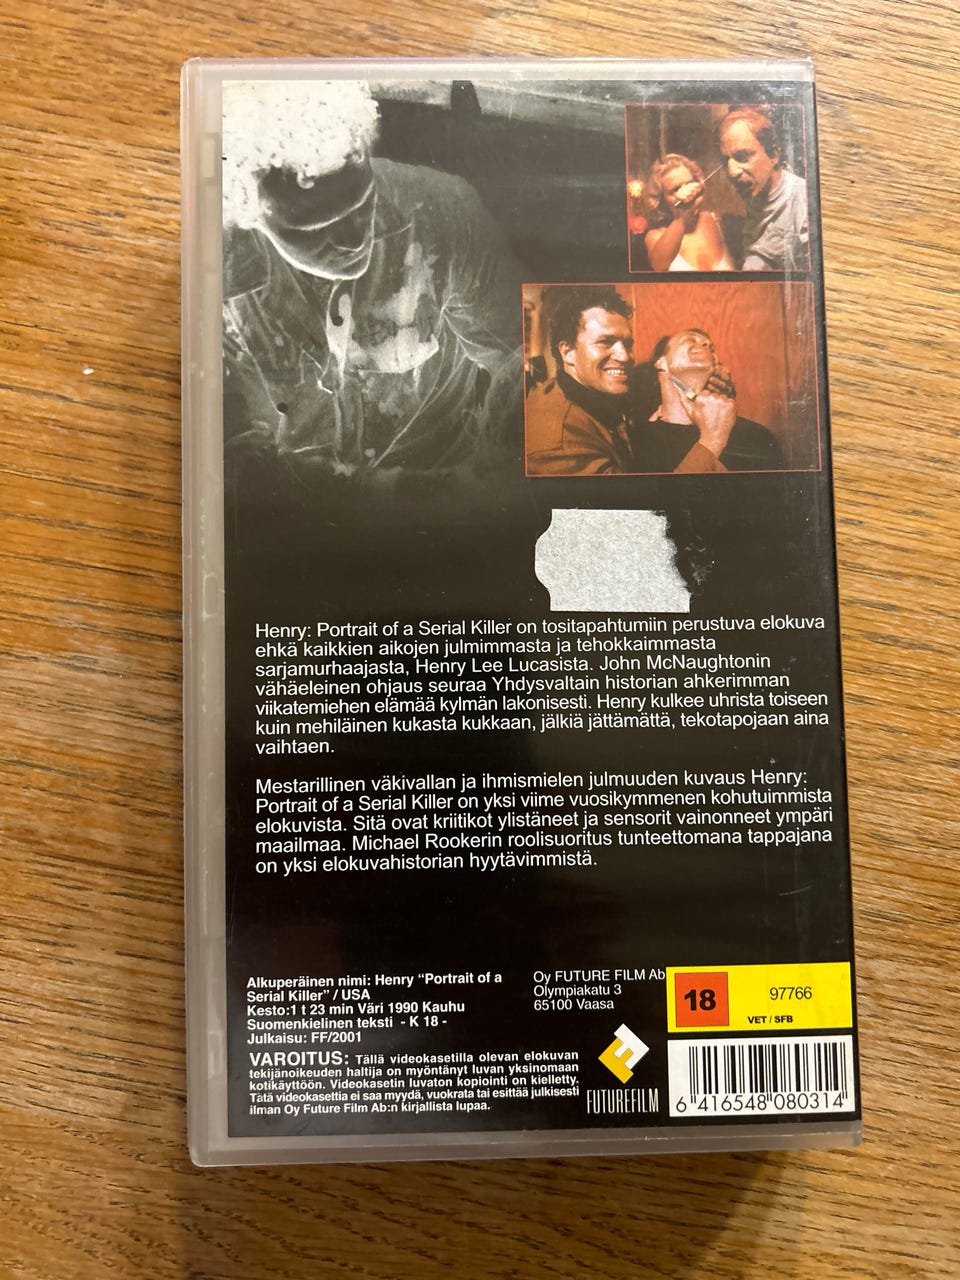 Henry: Portrait of a Serial Killer on tositapahtumiin perustuva elokuva
ehkä kaikkien aikojen julmimmasta ja tehokkaimmasta
sarjamurhaajasta, Henry Lee Lucasista. John McNaughtonin
vähäeleinen ohjaus seuraa Yhdysvaltain historian ahkerimman
viikatemiehen elämää kylmän lakonisesti. Henry kulkee uhrista toiseen
kuin mehiläinen kukasta kukkaan, jälkiä jättämättä, tekotapojaan aina
vaihtaen.
Mestarillinen väkivallan ja ihmismielen julmuuden kuvaus Henry:
Portrait of a Serial Killer on yksi viime vuosikymmenen kohutuimmista
elokuvista. Sitä ovat kriitikot ylistäneet ja sensorit vainonneet ympäri
maailmaa. Michael Rookerin roolisuoritus tunteettomana tappajana
on yksi elokuvahistorian hyytävimmistä.
Alkuperäinen nimi: Henry “Portrait of a
Serial Killer” / USA
Kesto:1 t 23 min Väri 1990 Kauhu
Suomenkielinen teksti - K 18 -
Julkaisu: FF/2001
VAROITUS: Tällä videokasetilla olevan elokuvan
tekijänoikeuden haltija on myöntänyt luvan yksinomaan
kotikäyttöön. Videokasetin luvaton kopiointi on kielletty.
Tätä videokasettia ei saa myydä, vuokrata tai esittää julkisesti
ilman Oy Future Film Ab:n kirjallista lupaa.
Oy FUTURE FILM Ab
Olympiakatu 3
65100 Vaasa
FUTUREFILM
18
97766
VET / SFB
6 416548 080314